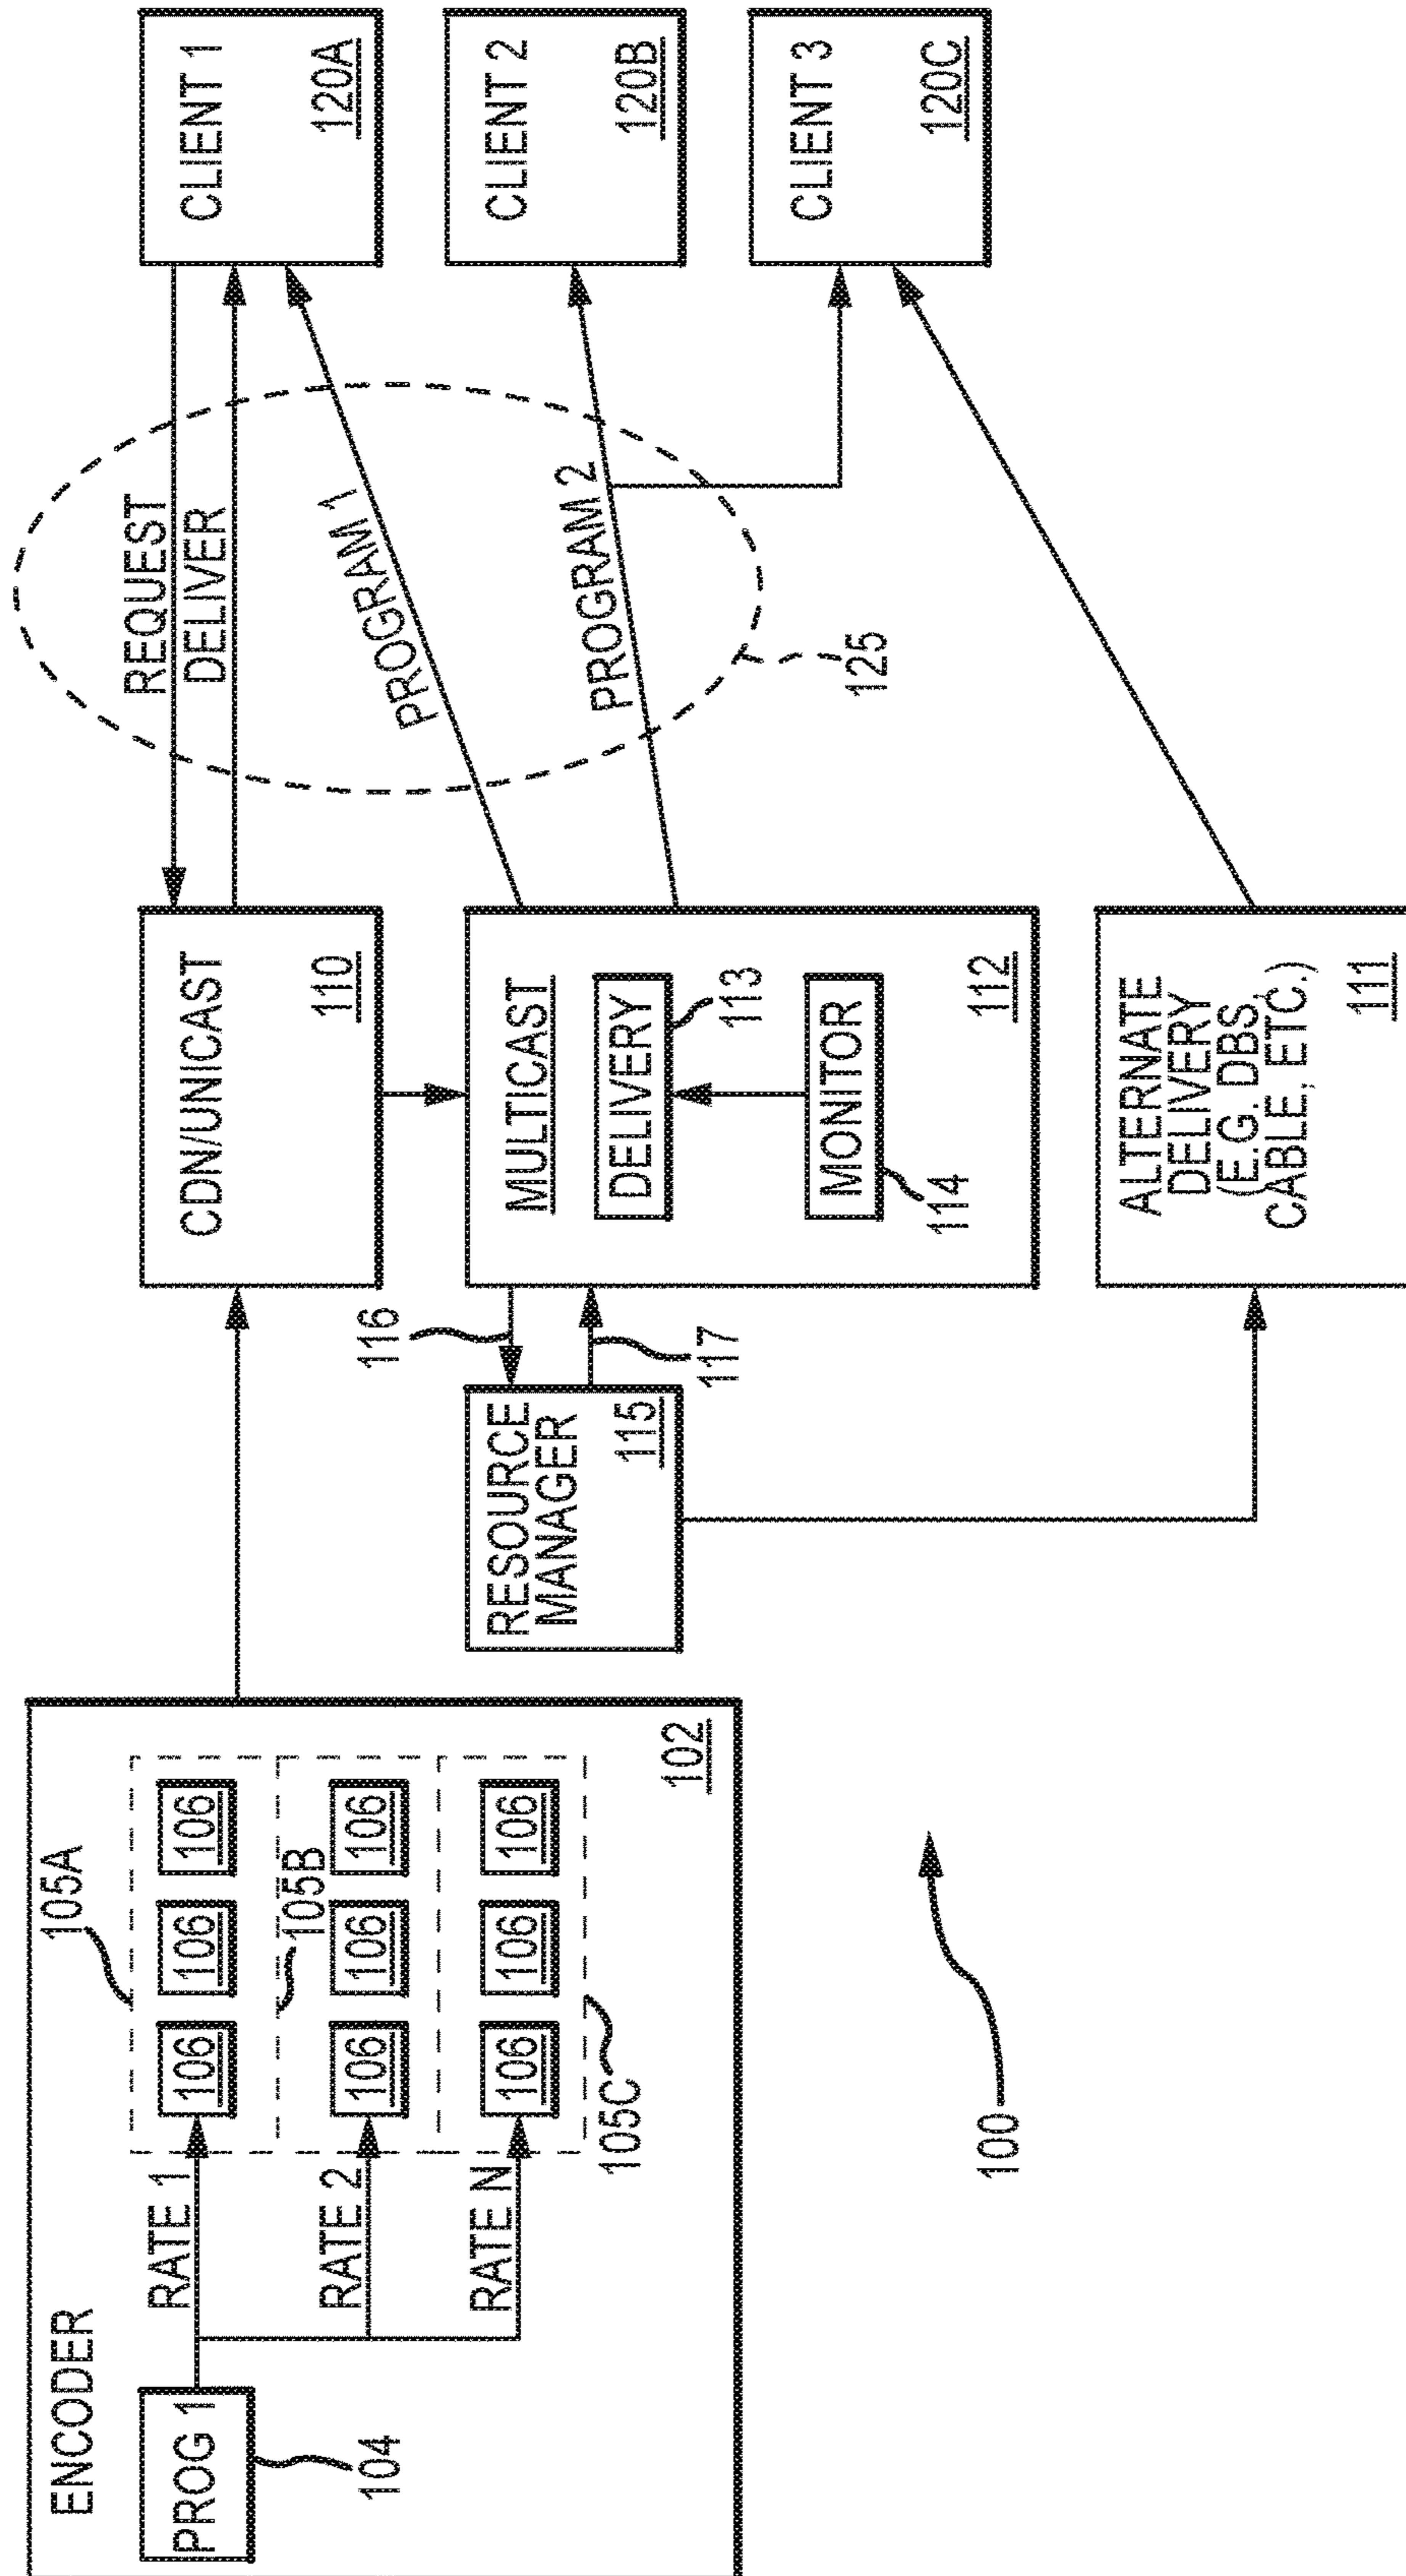 ENCODER
PROG 1
104
RATE 1
RATE 2
RATE N
105A
106 106 106
105B
106 106 106
106 106 106
105C
102
100
RESOURCE
MANAGER
115
116
117
CDN/UNICAST
110
MULTICAST
DELIVERY
113
MONITOR
114
112
ALTERNATE
DELIVERY
(E.G. DBS,
CABLE, ETC.)
111
REQUEST
DELIVER
PROGRAM 1
PROGRAM 2
125
CLIENT 1
120A
CLIENT 2
120B
CLIENT 3
120C